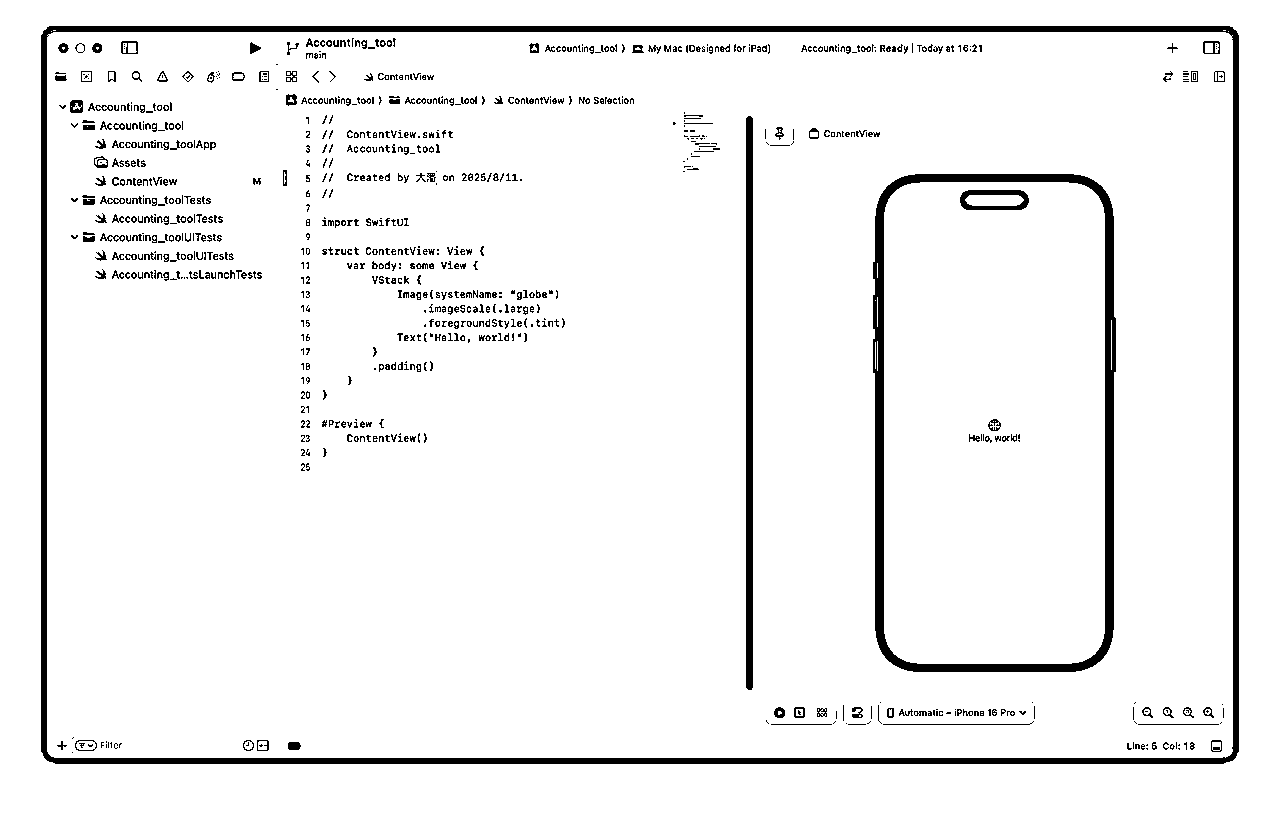 Accounting_tool
main
Accounting_tool 〉 My Mac (Designed for iPad)
Accounting_tool: Ready | Today at 16:21
ContentView
Accounting_tool 〉 Accounting_tool 〉 ContentView 〉 No Selection
Accounting_tool
Accounting_tool
Accounting_toolApp
Assets
ContentView M
Accounting_toolTests
Accounting_toolTests
Accounting_toolUITests
Accounting_toolUITests
Accounting_t...tsLaunchTests
1 //
2 //  ContentView.swift
3 //  Accounting_tool
4 //
5 //  Created by 大潘 on 2025/8/11.
6 //
7
8 import SwiftUI
9
10 struct ContentView: View {
11     var body: some View {
12         VStack {
13             Image(systemName: "globe")
14                 .imageScale(.large)
15                 .foregroundStyle(.tint)
16             Text("Hello, world!")
17         }
18         .padding()
19     }
20 }
21
22 #Preview {
23     ContentView()
24 }
25
ContentView
Hello, world!
Automatic – iPhone 16 Pro
Filter
Line: 5 Col: 18